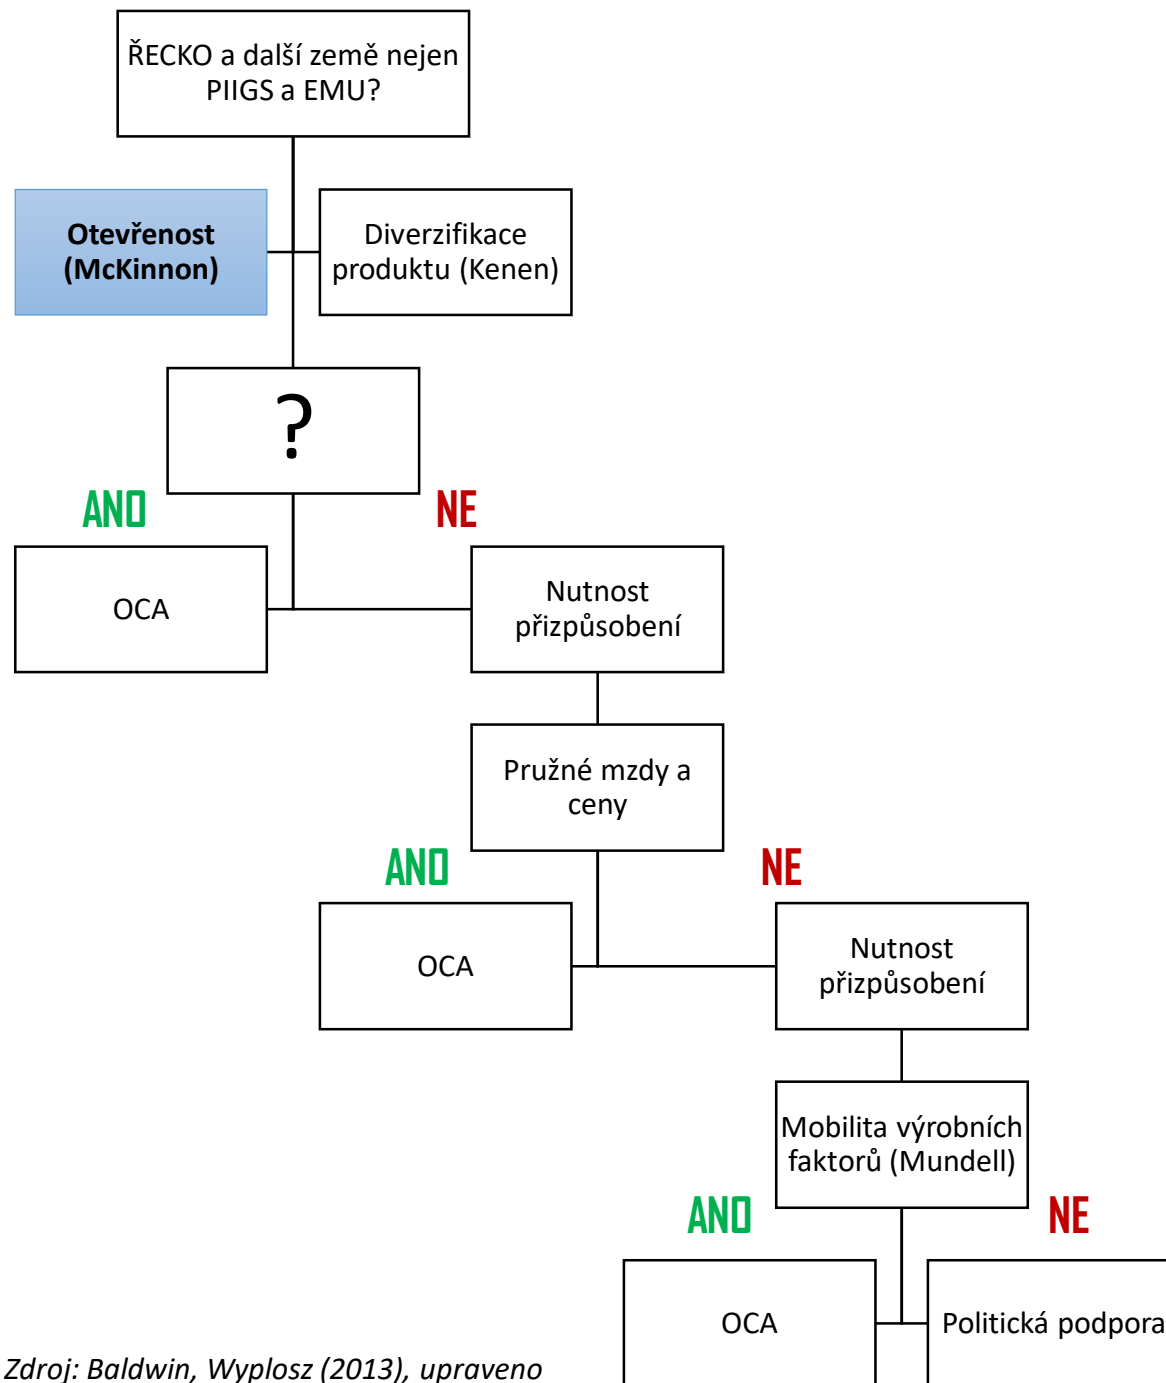 ŘECKO a další země nejen
PIIGS a EMU?
Otevřenost
(McKinnon)
Diverzifikace
produktu (Kenen)
?
ANO
NE
OCA
Nutnost
přizpůsobení
Pružné mzdy a
ceny
ANO
NE
OCA
Nutnost
přizpůsobení
Mobilita výrobních
faktorů (Mundell)
ANO
NE
OCA
Politická podpora
Zdroj: Baldwin, Wyplosz (2013), upraveno